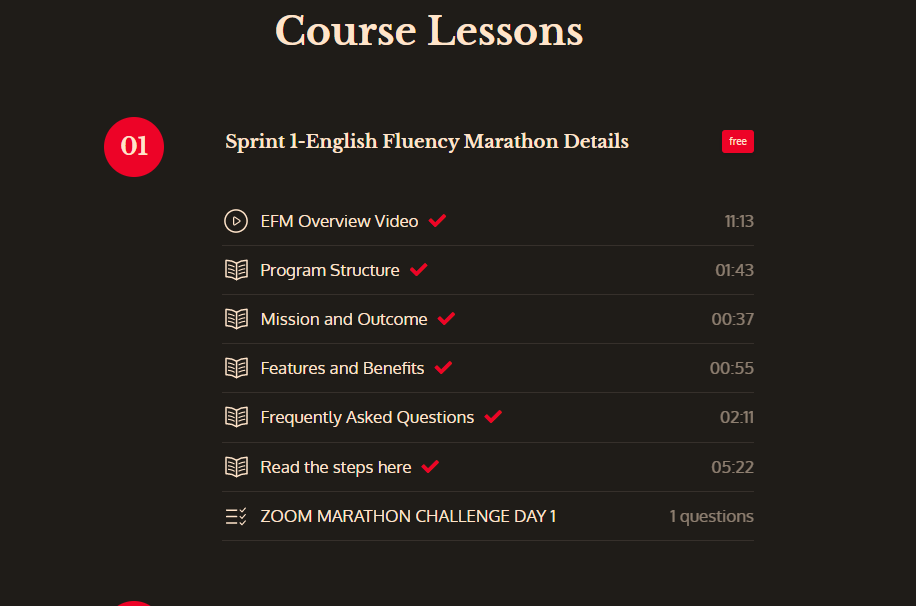 Course Lessons
01
Sprint 1-English Fluency Marathon Details
free
EFM Overview Video
11:13
Program Structure
01:43
Mission and Outcome
00:37
Features and Benefits
00:55
Frequently Asked Questions
02:11
Read the steps here
05:22
ZOOM MARATHON CHALLENGE DAY 1
1 questions